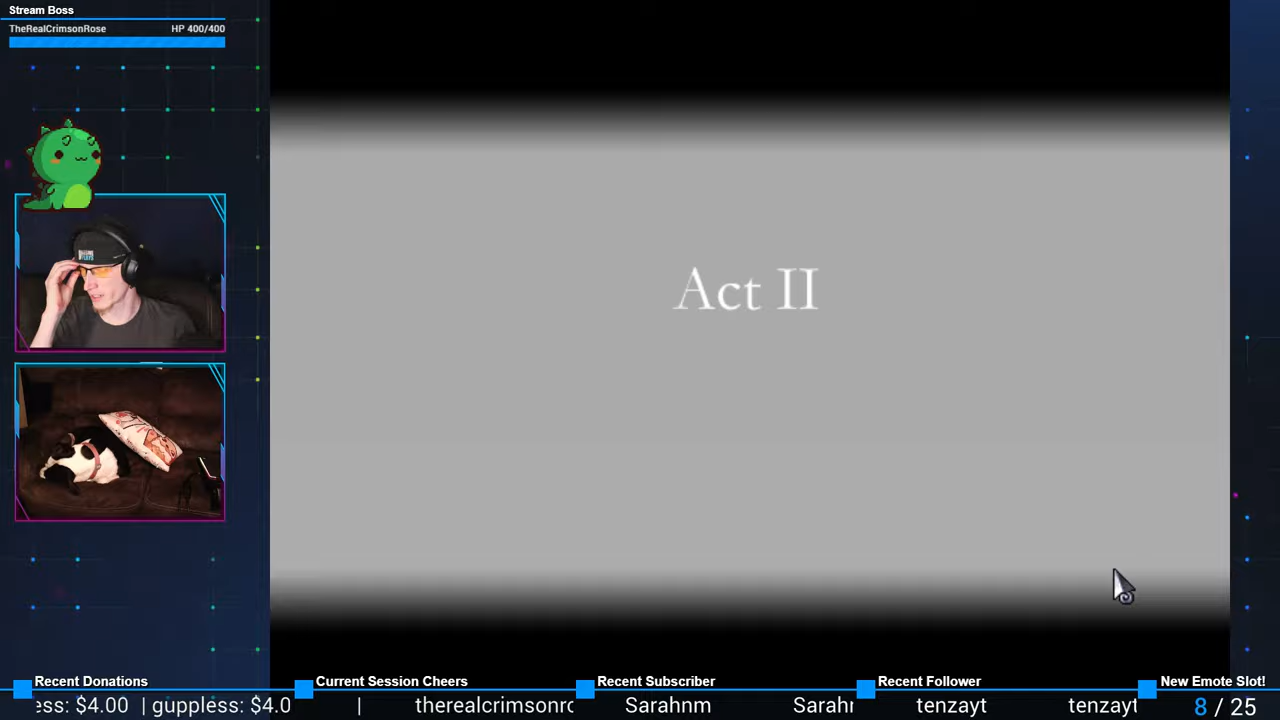 Stream Boss
TheRealCrimsonRose HP 400/400
Act II
Recent Donations
ess: $4.00 | guppless: $4.0
Current Session Cheers
| therealcrimsonro
Recent Subscriber
Sarahnm Sarahr
Recent Follower
tenzayt tenzayt
New Emote Slot!
8 / 25